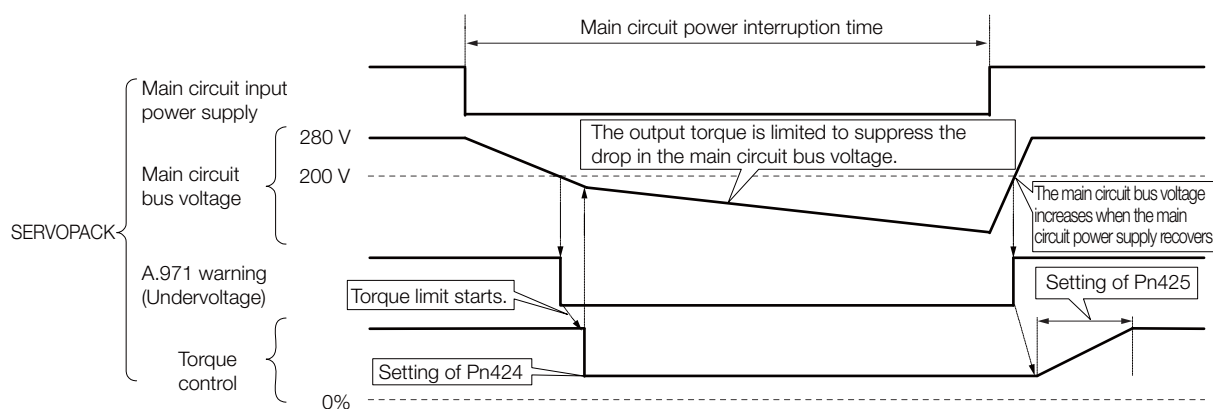 Main circuit power interruption time
Main circuit input
power supply
The output torque is limited to suppress the
drop in the main circuit bus voltage.
280 V
200 V
Main circuit
bus voltage
The main circuit bus voltage
increases when the main
circuit power supply recovers
SERVOPACK
A.971 warning
(Undervoltage)
Torque limit starts.
Setting of Pn425
Torque
control
Setting of Pn424
0%